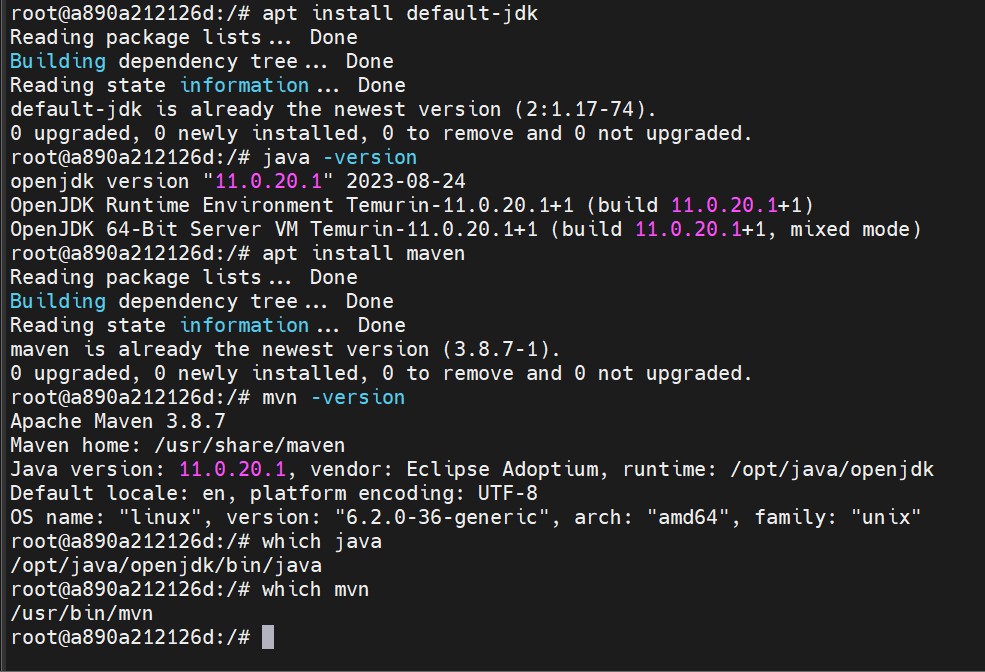 root@a890a212126d:/# apt install default-jdk
Reading package lists... Done
Building dependency tree... Done
Reading state information... Done
default-jdk is already the newest version (2:1.17-74).
0 upgraded, 0 newly installed, 0 to remove and 0 not upgraded.
root@a890a212126d:/# java -version
openjdk version "11.0.20.1" 2023-08-24
OpenJDK Runtime Environment Temurin-11.0.20.1+1 (build 11.0.20.1+1)
OpenJDK 64-Bit Server VM Temurin-11.0.20.1+1 (build 11.0.20.1+1, mixed mode)
root@a890a212126d:/# apt install maven
Reading package lists... Done
Building dependency tree... Done
Reading state information... Done
maven is already the newest version (3.8.7-1).
0 upgraded, 0 newly installed, 0 to remove and 0 not upgraded.
root@a890a212126d:/# mvn -version
Apache Maven 3.8.7
Maven home: /usr/share/maven
Java version: 11.0.20.1, vendor: Eclipse Adoptium, runtime: /opt/java/openjdk
Default locale: en, platform encoding: UTF-8
OS name: "linux", version: "6.2.0-36-generic", arch: "amd64", family: "unix"
root@a890a212126d:/# which java
/opt/java/openjdk/bin/java
root@a890a212126d:/# which mvn
/usr/bin/mvn
root@a890a212126d:/#